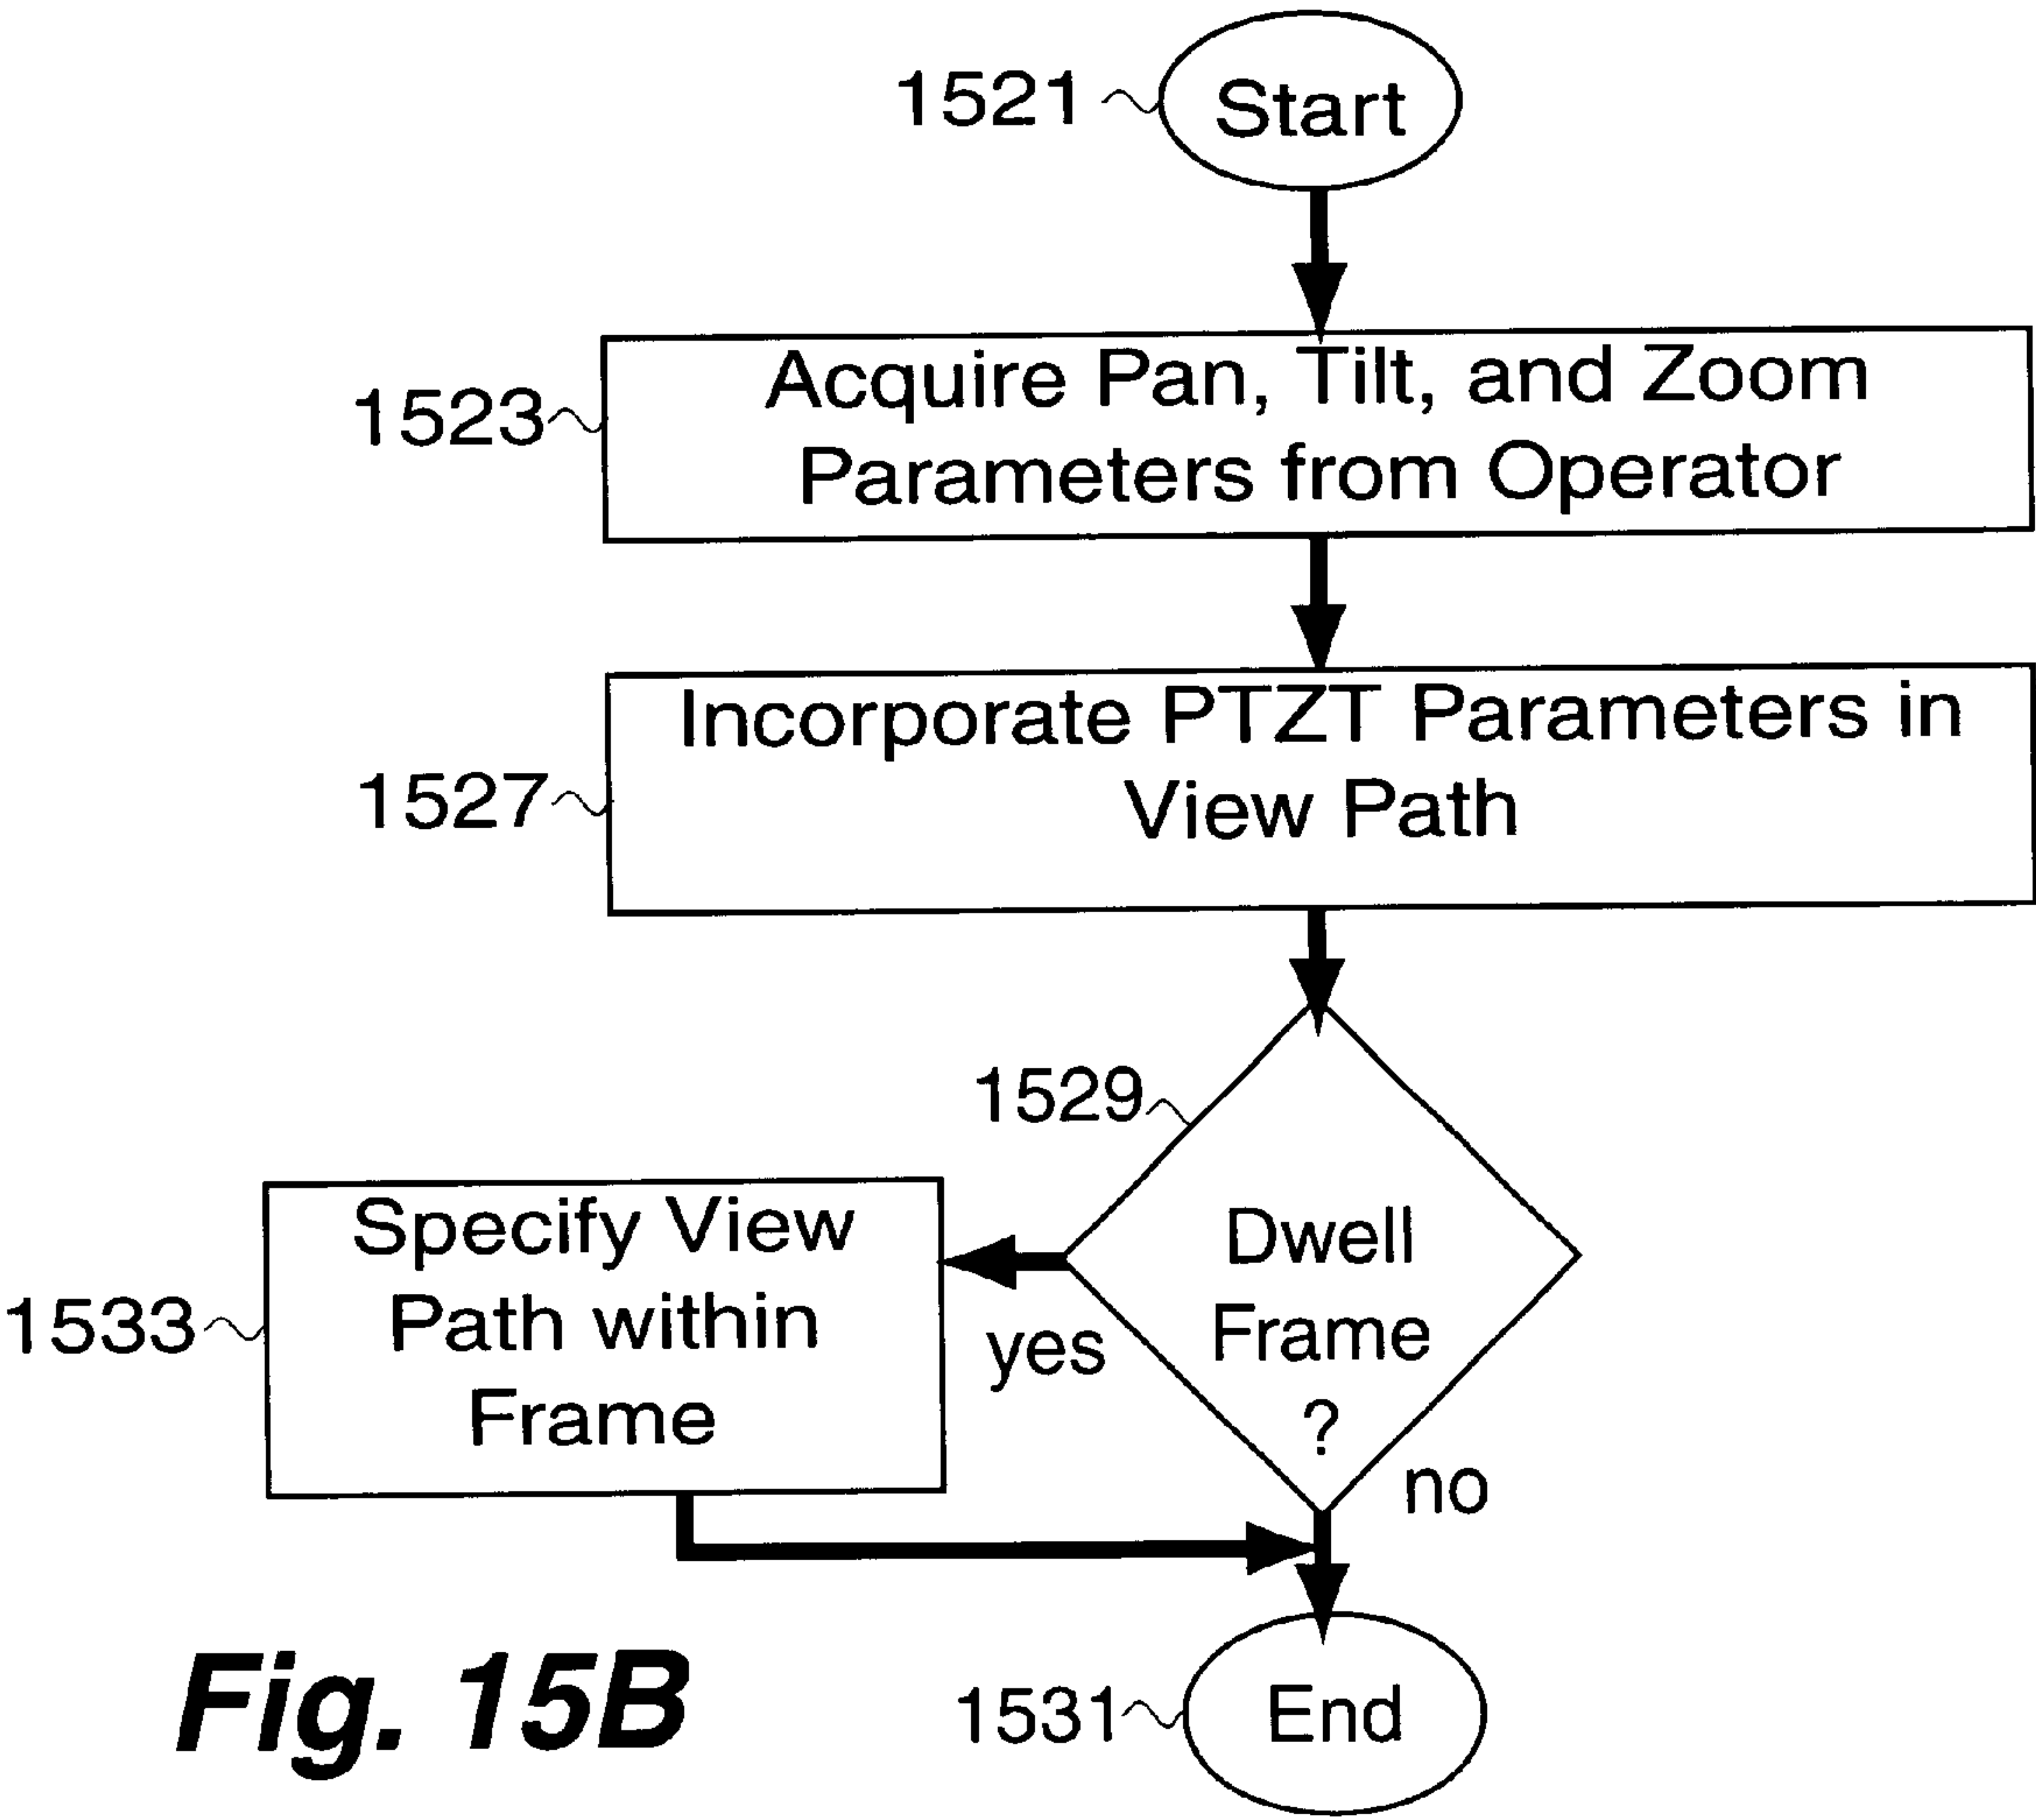 1521
Start
1523
Acquire Pan, Tilt, and Zoom
Parameters from Operator
1527
Incorporate PTZT Parameters in
View Path
1529
Dwell
Frame
?
yes
no
1533
Specify View
Path within
Frame
1531
End
Fig. 15B